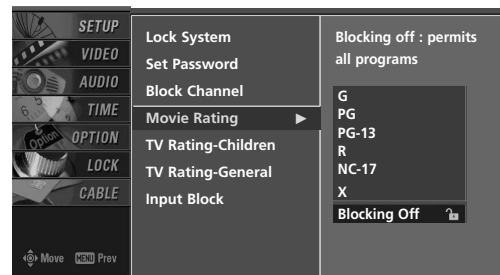 SETUP
VIDEO
AUDIO
TIME
OPTION
LOCK
CABLE
Move MENU Prev
Lock System
Set Password
Block Channel
Movie Rating ►
TV Rating-Children
TV Rating-General
Input Block
Blocking off : permits
all programs
G
PG
PG-13
R
NC-17
X
Blocking Off